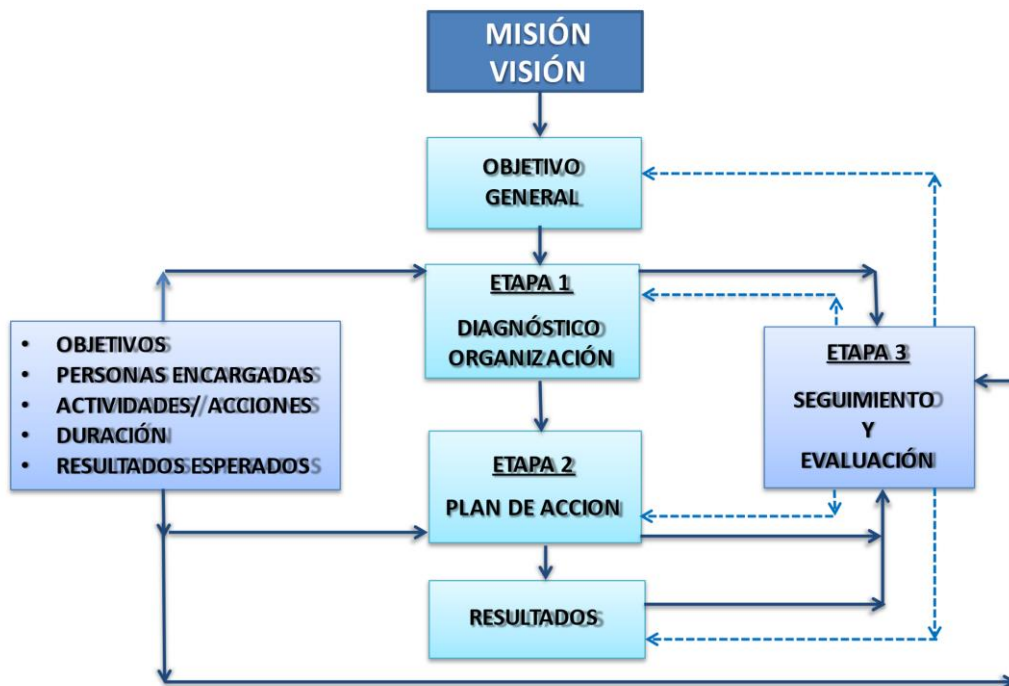 MISIÓN
VISIÓN
OBJETIVO
GENERAL
ETAPA 1
DIAGNÓSTICO
ORGANIZACIÓN
• OBJETIVOS
• PERSONAS ENCARGADAS
• ACTIVIDADES/ ACCIONES
• DURACIÓN
• RESULTADOS ESPERADOS
ETAPA 3
SEGUIMIENTO
Y
EVALUACIÓN
ETAPA 2
PLAN DE ACCION
RESULTADOS